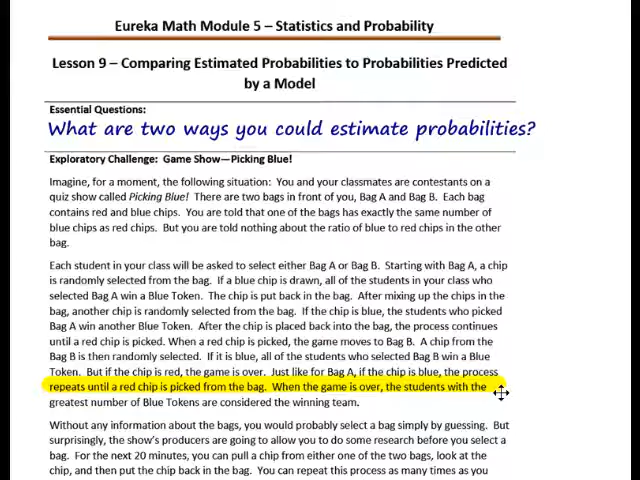 Eureka Math Module 5 – Statistics and Probability
Lesson 9 – Comparing Estimated Probabilities to Probabilities Predicted
by a Model
Essential Questions:
What are two ways you could estimate probabilities?
Exploratory Challenge: Game Show—Picking Blue!
Imagine, for a moment, the following situation: You and your classmates are contestants on a
quiz show called Picking Blue! There are two bags in front of you, Bag A and Bag B. Each bag
contains red and blue chips. You are told that one of the bags has exactly the same number of
blue chips as red chips. But you are told nothing about the ratio of blue to red chips in the other
bag.
Each student in your class will be asked to select either Bag A or Bag B. Starting with Bag A, a chip
is randomly selected from the bag. If a blue chip is drawn, all of the students in your class who
selected Bag A win a Blue Token. The chip is put back in the bag. After mixing up the chips in the
bag, another chip is randomly selected from the bag. If the chip is blue, the students who picked
Bag A win another Blue Token. After the chip is placed back into the bag, the process continues
until a red chip is picked. When a red chip is picked, the game moves to Bag B. A chip from the
Bag B is then randomly selected. If it is blue, all of the students who selected Bag B win a Blue
Token. But if the chip is red, the game is over. Just like for Bag A, if the chip is blue, the process
repeats until a red chip is picked from the bag. When the game is over, the students with the
greatest number of Blue Tokens are considered the winning team.
Without any information about the bags, you would probably select a bag simply by guessing. But
surprisingly, the show's producers are going to allow you to do some research before you select a
bag. For the next 20 minutes, you can pull a chip from either one of the two bags, look at the
chip, and then put the chip back in the bag. You can repeat this process as many times as you